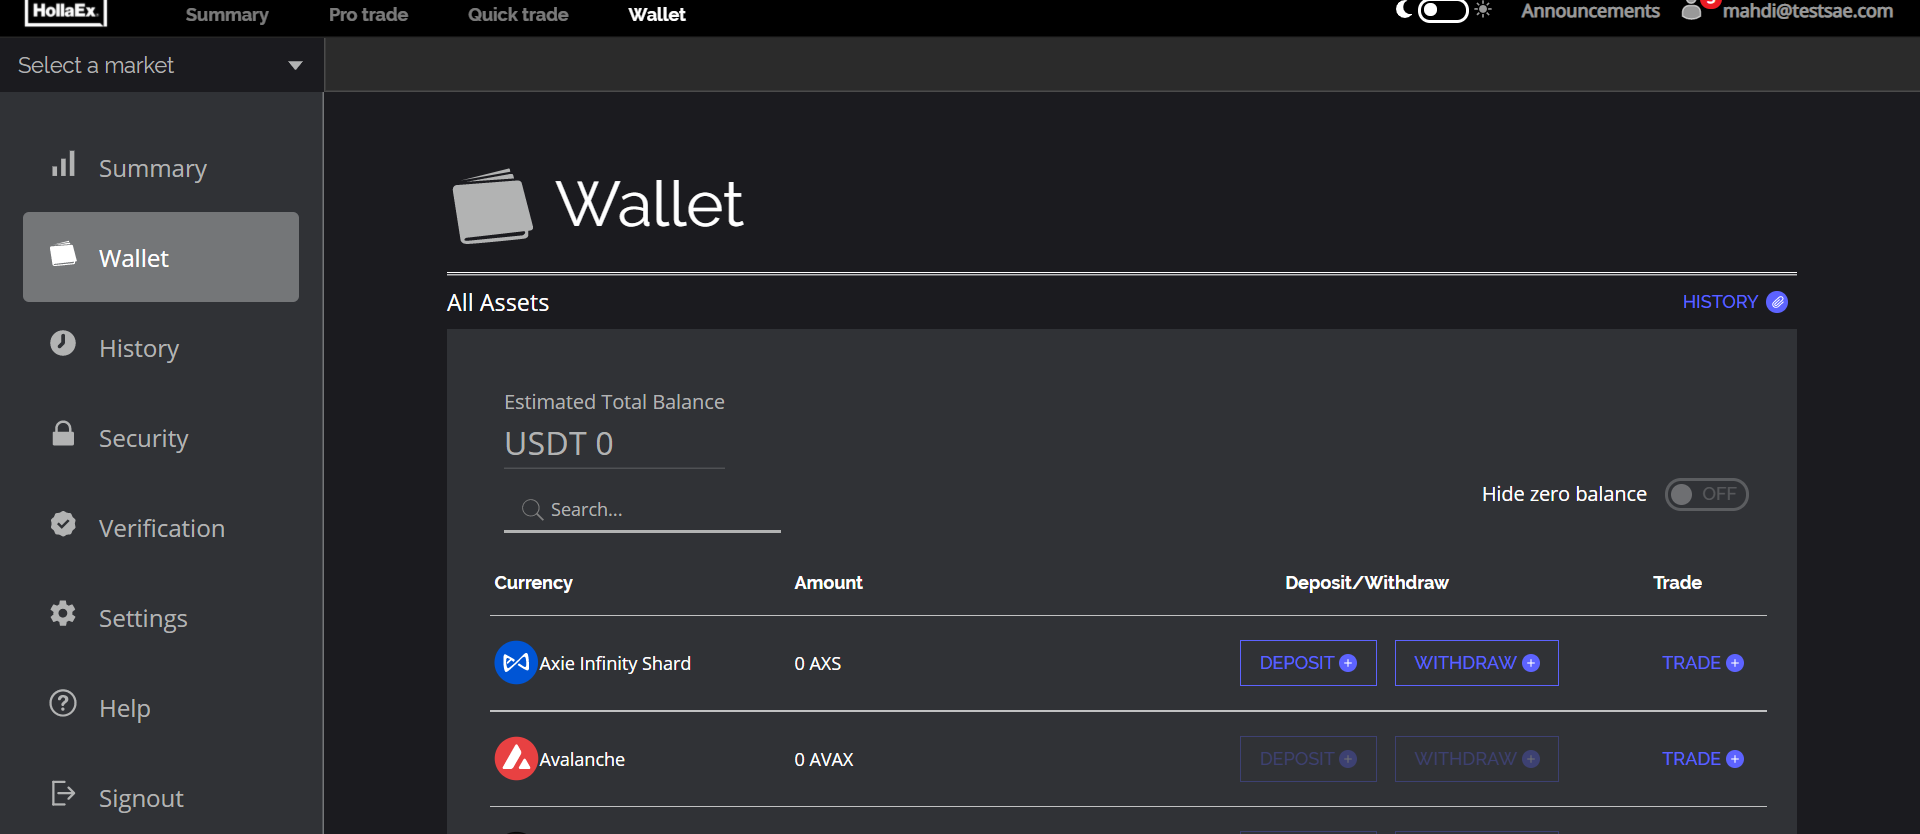 HollaEx.
Summary
Pro trade
Quick trade
Wallet
Announcements
mahdi@testsae.com
Select a market
Summary
Wallet
History
Security
Verification
Settings
Help
Signout
Wallet
All Assets
HISTORY
Estimated Total Balance
USDT 0
Search...
Hide zero balance
OFF
Currency
Amount
Deposit/Withdraw
Trade
Axie Infinity Shard
0 AXS
DEPOSIT
WITHDRAW
TRADE
Avalanche
0 AVAX
DEPOSIT
WITHDRAW
TRADE